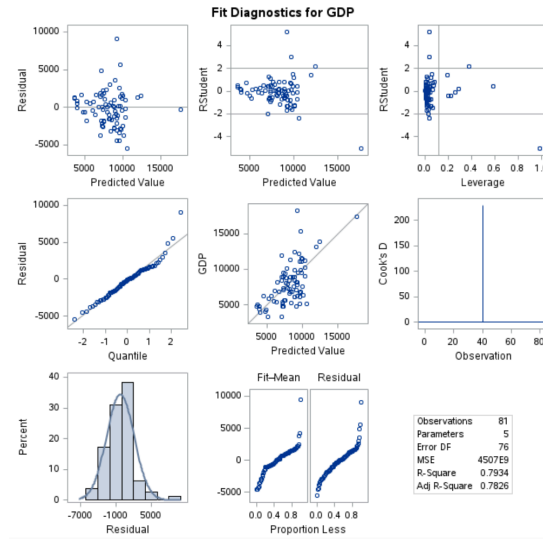 Fit Diagnostics for GDP
10000
5000
0
-5000
Residual
5000 10000 15000
Predicted Value
4
2
0
-2
-4
RStudent
5000 10000 15000
Predicted Value
4
2
0
-2
-4
RStudent
0.0 0.2 0.4 0.6 0.8 1.0
Leverage
10000
5000
0
-5000
Residual
-2 -1 0 1 2
Quantile
15000
10000
5000
GDP
5000 10000 15000
Predicted Value
200
150
100
50
0
Cook's D
0 20 40 60 80
Observation
40
30
20
10
0
Percent
-7000 -1000 5000
Residual
Fit–Mean Residual
10000
5000
0
-5000
0.0 0.4 0.8 0.0 0.4 0.8
Proportion Less
Observations 81
Parameters 5
Error DF 76
MSE 4507E9
R-Square 0.7934
Adj R-Square 0.7826